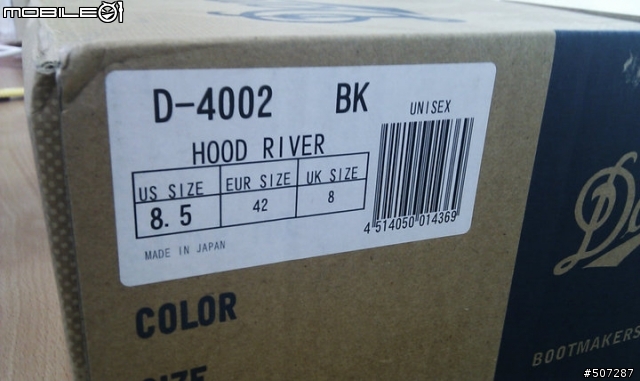 MOBILE01
D-4002 BK UNISEX
HOOD RIVER
US SIZE EUR SIZE UK SIZE
8.5 42 8
4 514050 014369
MADE IN JAPAN
COLOR
SIZE
BOOTMAKERS
#507287